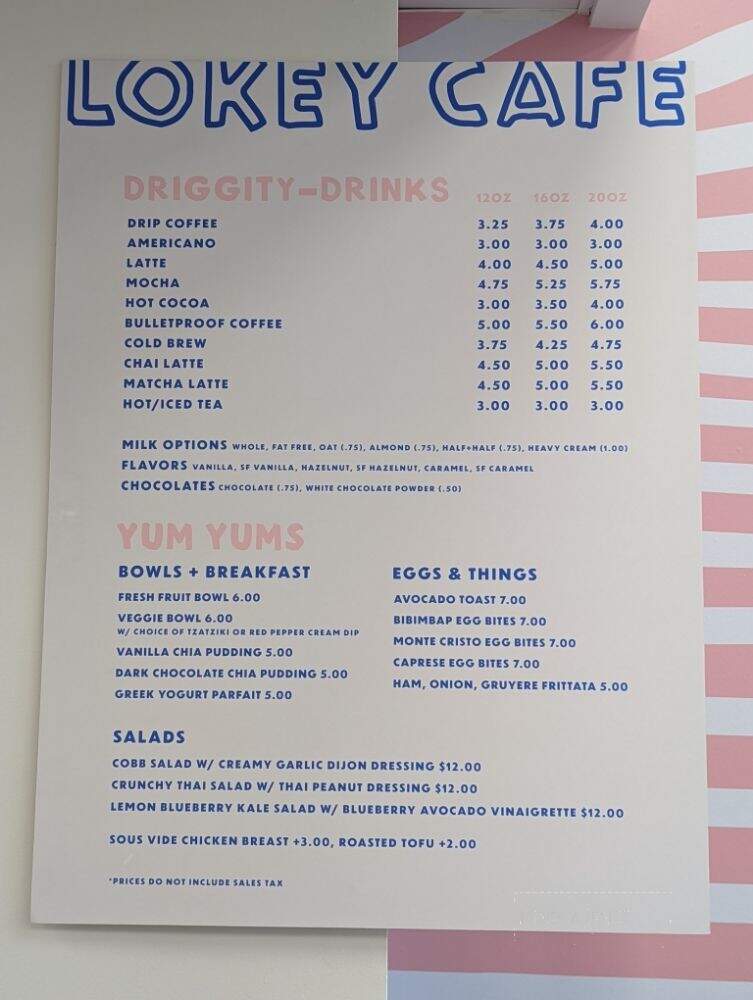 LOKEY CAFE
DRIGGITY-DRINKS 12OZ 16OZ 20OZ
DRIP COFFEE 3.25 3.75 4.00
AMERICANO 3.00 3.00 3.00
LATTE 4.00 4.50 5.00
MOCHA 4.75 5.25 5.75
HOT COCOA 3.00 3.50 4.00
BULLETPROOF COFFEE 5.00 5.50 6.00
COLD BREW 3.75 4.25 4.75
CHAI LATTE 4.50 5.00 5.50
MATCHA LATTE 4.50 5.00 5.50
HOT/ICED TEA 3.00 3.00 3.00
MILK OPTIONS WHOLE, FAT FREE, OAT (.75), ALMOND (.75), HALF+HALF (.75), HEAVY CREAM (1.00)
FLAVORS VANILLA, SF VANILLA, HAZELNUT, SF HAZELNUT, CARAMEL, SF CARAMEL
CHOCOLATES CHOCOLATE (.75), WHITE CHOCOLATE POWDER (.50)
YUM YUMS
BOWLS + BREAKFAST
FRESH FRUIT BOWL 6.00
VEGGIE BOWL 6.00
W/ CHOICE OF TZATZIKI OR RED PEPPER CREAM DIP
VANILLA CHIA PUDDING 5.00
DARK CHOCOLATE CHIA PUDDING 5.00
GREEK YOGURT PARFAIT 5.00
EGGS & THINGS
AVOCADO TOAST 7.00
BIBIMBAP EGG BITES 7.00
MONTE CRISTO EGG BITES 7.00
CAPRESE EGG BITES 7.00
HAM, ONION, GRUYERE FRITTATA 5.00
SALADS
COBB SALAD W/ CREAMY GARLIC DIJON DRESSING $12.00
CRUNCHY THAI SALAD W/ THAI PEANUT DRESSING $12.00
LEMON BLUEBERRY KALE SALAD W/ BLUEBERRY AVOCADO VINAIGRETTE $12.00
SOUS VIDE CHICKEN BREAST +3.00, ROASTED TOFU +2.00
*PRICES DO NOT INCLUDE SALES TAX